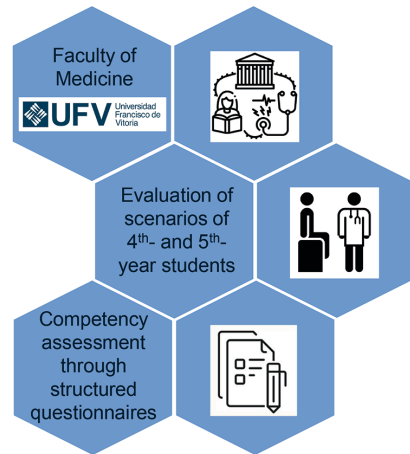 Faculty of
Medicine
UFV Universidad
Francisco de
Vitoria
Evaluation of
scenarios of
4th- and 5th-
year students
Competency
assessment
through
structured
questionnaires